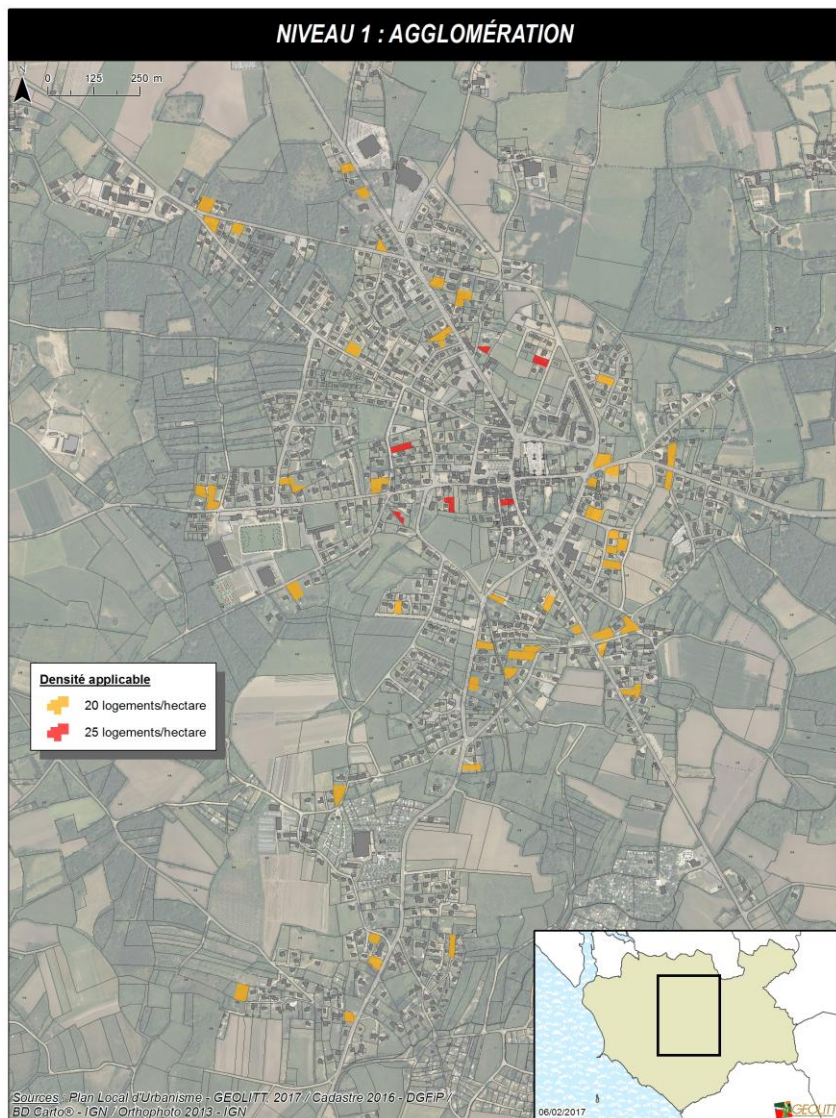 NIVEAU 1 : AGGLOMÉRATION
0 125 250 m
Densité applicable
20 logements/hectare
25 logements/hectare
Sources : Plan Local d'Urbanisme - GEOLITT, 2017 / Cadastre 2016 - DGFiP /
BD Carto® - IGN / Orthophoto 2013 - IGN
06/02/2017
GEOLIT